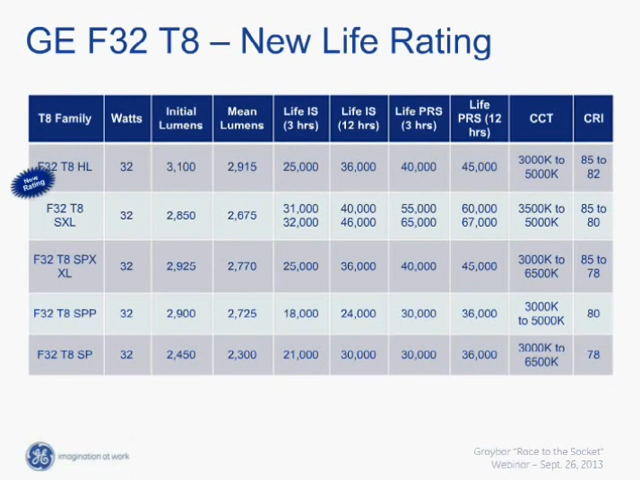 GE F32 T8 – New Life Rating
T8 Family Watts Initial Lumens Mean Lumens Life IS (3 hrs) Life IS (12 hrs) Life PRS (3 hrs) Life PRS (12 hrs) CCT CRI
F32 T8 HL 32 3,100 2,915 25,000 36,000 40,000 45,000 3000K to 5000K 85 to 82
New Rating
F32 T8 SXL 32 2,850 2,675 31,000 32,000 40,000 46,000 55,000 65,000 60,000 67,000 3500K to 5000K 85 to 80
F32 T8 SPX XL 32 2,925 2,770 25,000 36,000 40,000 45,000 3000K to 6500K 85 to 78
F32 T8 SPP 32 2,900 2,725 18,000 24,000 30,000 36,000 3000K to 5000K 80
F32 T8 SP 32 2,450 2,300 21,000 30,000 30,000 36,000 3000K to 6500K 78
GE imagination at work
Graybar "Race to the Socket"
Webinar – Sept. 26, 2013